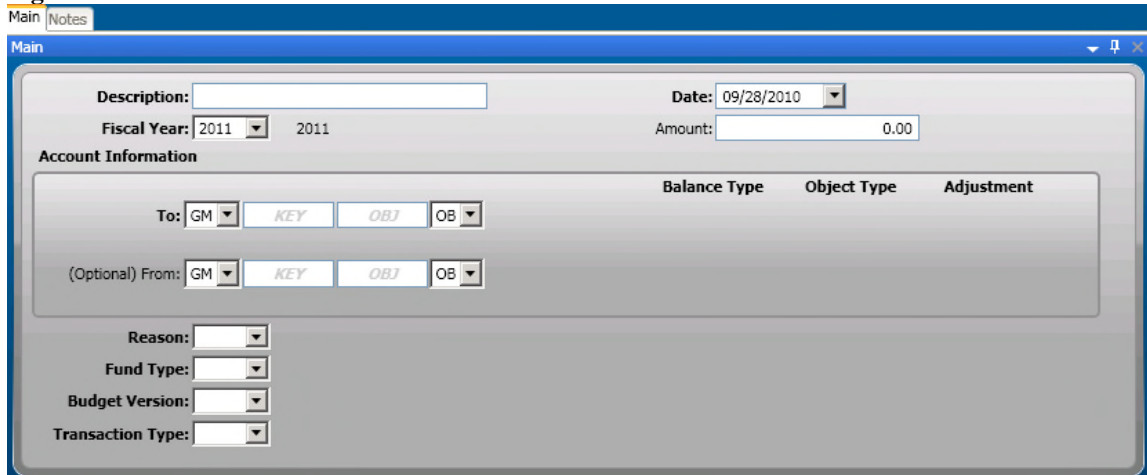 Main Notes
Main
Description: Date: 09/28/2010
Fiscal Year: 2011 2011 Amount: 0.00
Account Information
Balance Type Object Type Adjustment
To: GM KEY OBJ OB
(Optional) From: GM KEY OBJ OB
Reason:
Fund Type:
Budget Version:
Transaction Type: